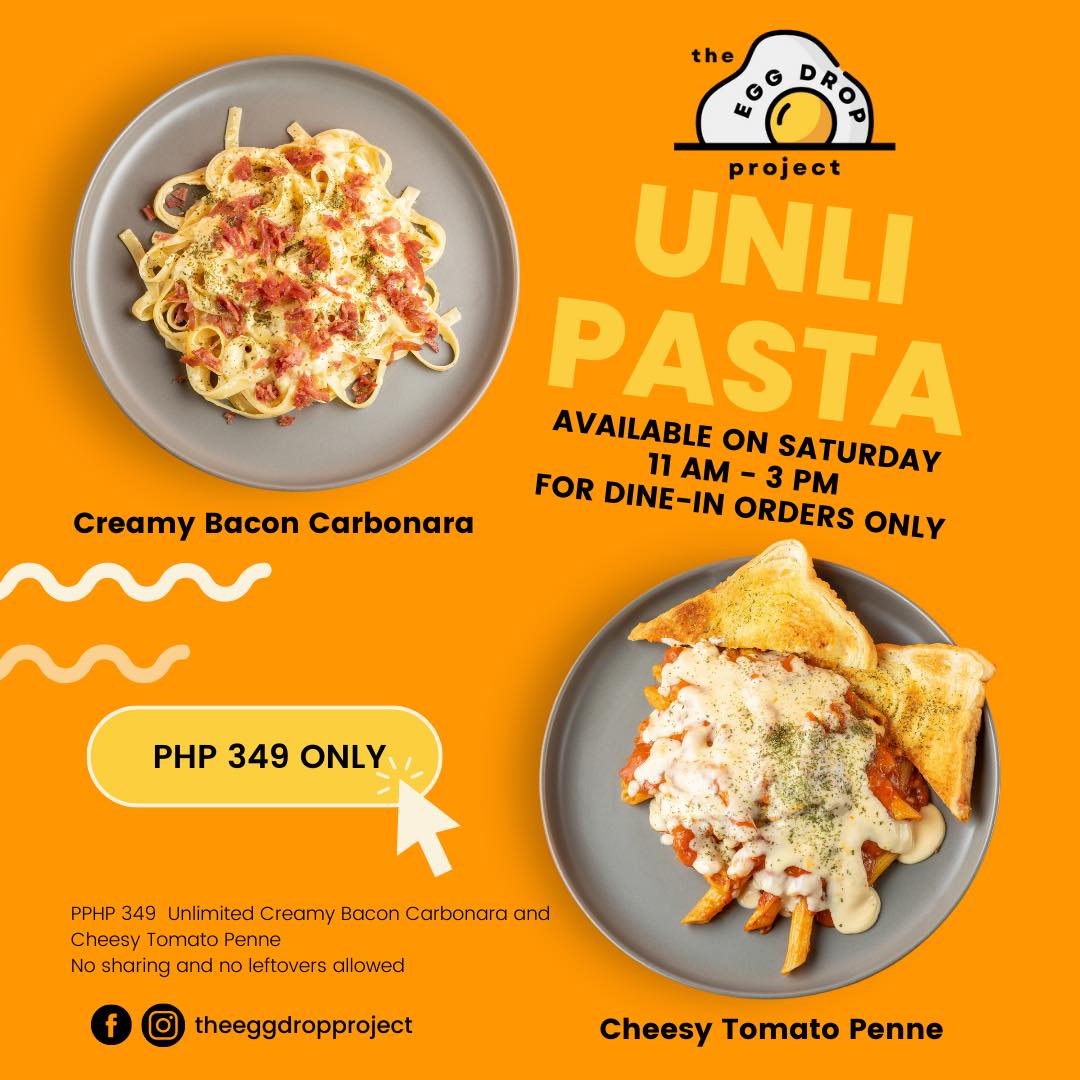 the
EGG DROP
project
UNLI
PASTA
AVAILABLE ON SATURDAY
11 AM - 3 PM
FOR DINE-IN ORDERS ONLY
Creamy Bacon Carbonara
PHP 349 ONLY
PPHP 349  Unlimited Creamy Bacon Carbonara and
Cheesy Tomato Penne
No sharing and no leftovers allowed
theeggdropproject
Cheesy Tomato Penne